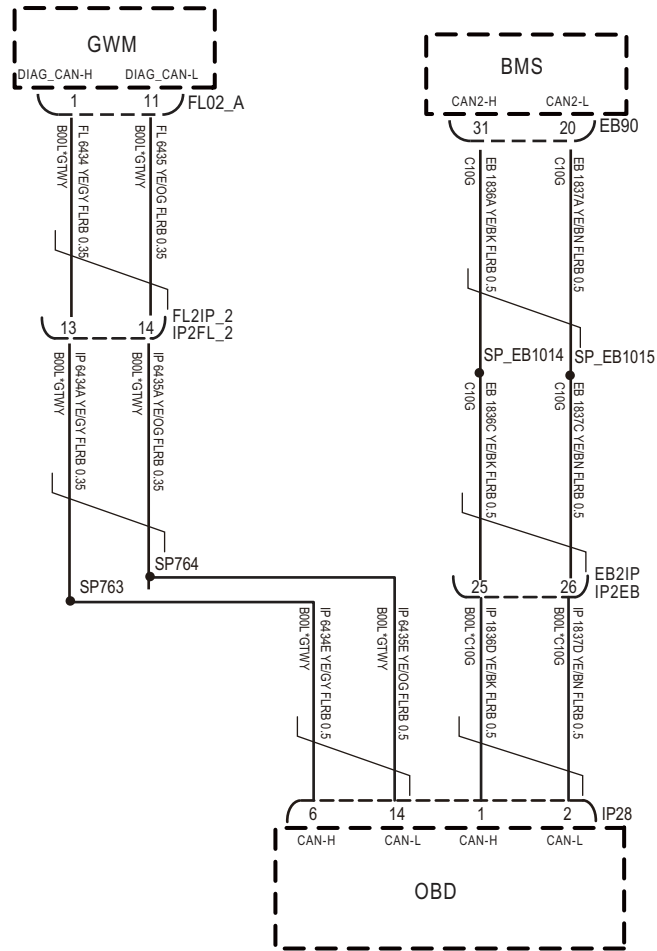 GWM
DIAG_CAN-H
DIAG_CAN-L
1
11
FL02_A
FL 6434 YE/GY FLRB 0.35
B00L*GTWY
FL 6435 YE/OG FLRB 0.35
B00L*GTWY
13
14
FL2IP_2
IP2FL_2
IP 6434A YE/GY FLRB 0.35
B00L*GTWY
IP 6435A YE/OG FLRB 0.35
B00L*GTWY
SP763
SP764
IP 6434E YE/GY FLRB 0.5
B00L*GTWY
IP 6435E YE/OG FLRB 0.5
B00L*GTWY
BMS
CAN2-H
CAN2-L
31
20
EB90
EB 1836A YE/BK FLRB 0.5
C10G
EB 1837A YE/BN FLRB 0.5
C10G
SP_EB1014
SP_EB1015
EB 1836C YE/BK FLRB 0.5
C10G
EB 1837C YE/BN FLRB 0.5
C10G
25
26
EB2IP
IP2EB
IP 1836D YE/BK FLRB 0.5
B00L*C10G
IP 1837D YE/BN FLRB 0.5
B00L*C10G
6
14
1
2
IP28
CAN-H
CAN-L
CAN-H
CAN-L
OBD